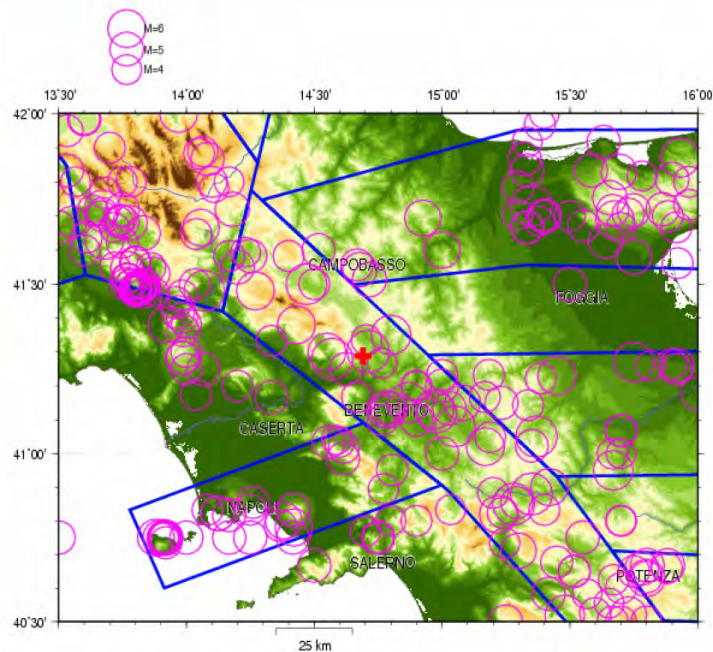 M=6
M=5
M=4
13˚30' 14˚00' 14˚30' 15˚00' 15˚30' 16˚00'
42˚00'
CAMPOBASSO
41˚30'
FOGGIA
BENEVENTO
CASERTA
41˚00'
NAPOLI
SALERNO
POTENZA
40˚30'
25 km